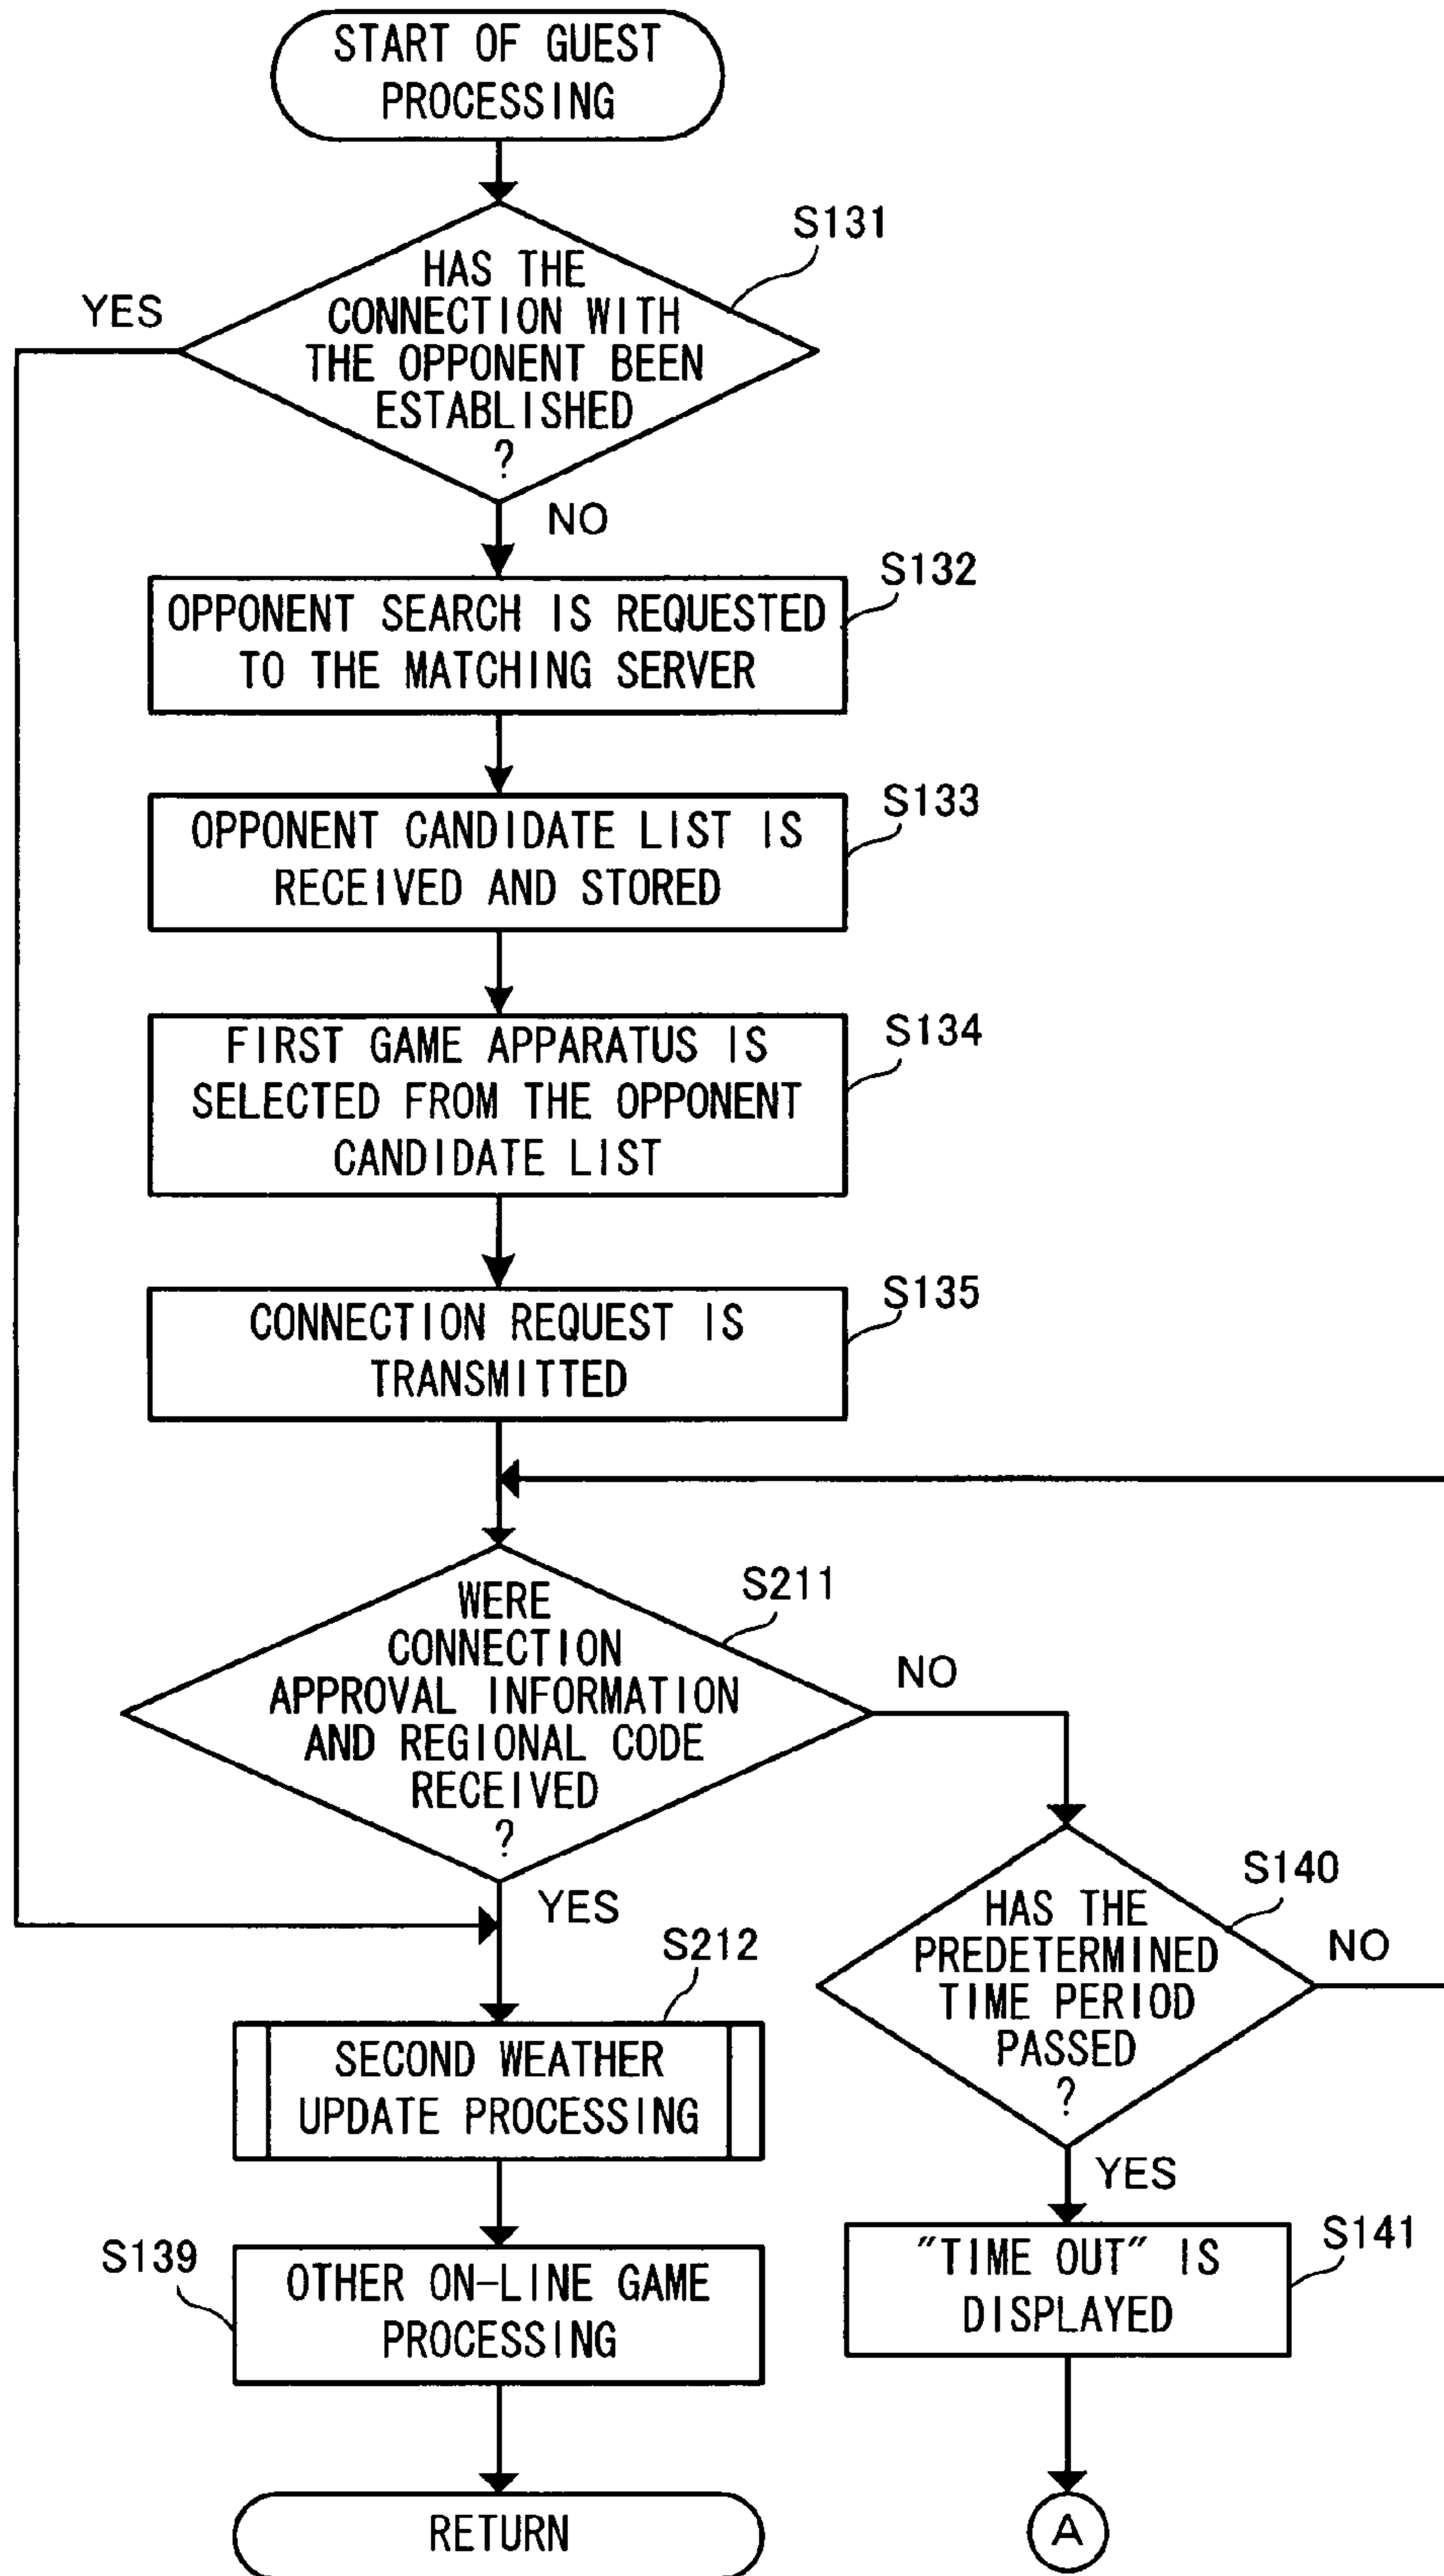 START OF GUEST
PROCESSING
S131
HAS THE
CONNECTION WITH
THE OPPONENT BEEN
ESTABLISHED
?
YES
NO
S132
OPPONENT SEARCH IS REQUESTED
TO THE MATCHING SERVER
S133
OPPONENT CANDIDATE LIST IS
RECEIVED AND STORED
S134
FIRST GAME APPARATUS IS
SELECTED FROM THE OPPONENT
CANDIDATE LIST
S135
CONNECTION REQUEST IS
TRANSMITTED
S211
WERE
CONNECTION
APPROVAL INFORMATION
AND REGIONAL CODE
RECEIVED
?
NO
YES
S140
HAS THE
PREDETERMINED
TIME PERIOD
PASSED
?
NO
YES
S212
SECOND WEATHER
UPDATE PROCESSING
S141
"TIME OUT" IS
DISPLAYED
S139
OTHER ON-LINE GAME
PROCESSING
RETURN
A